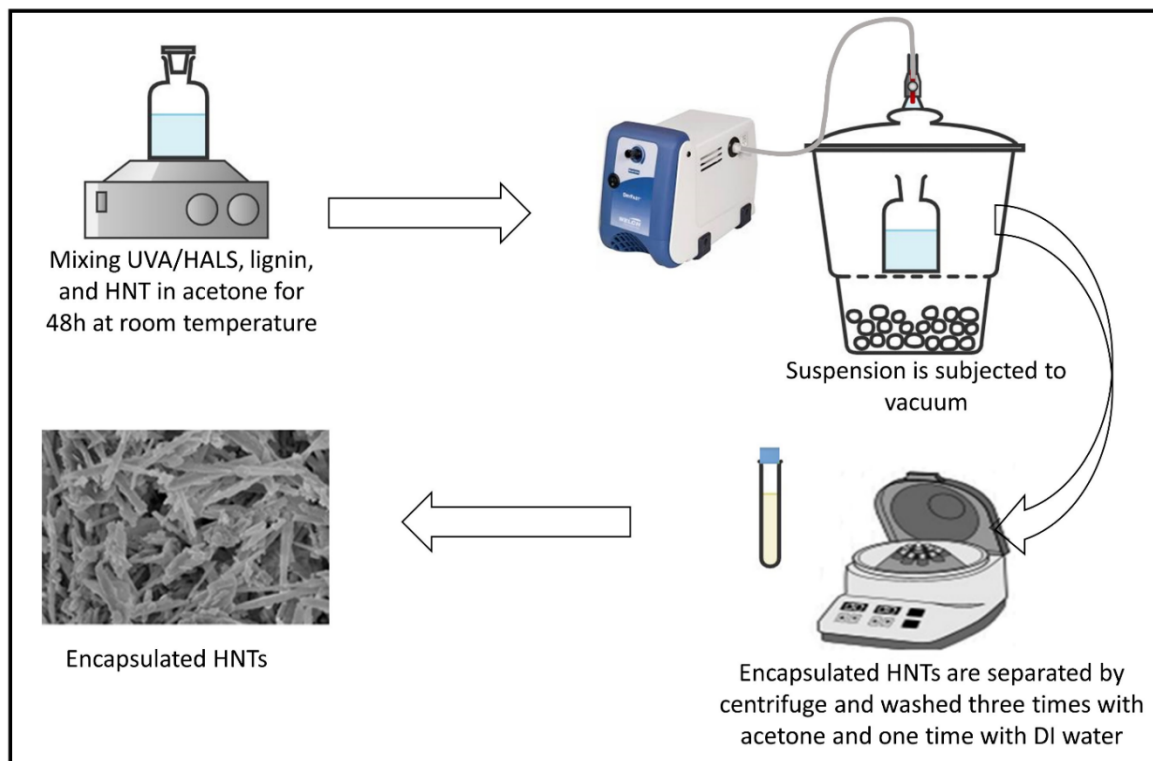 Mixing UVA/HALS, lignin,
and HNT in acetone for
48h at room temperature
Suspension is subjected to
vacuum
Encapsulated HNTs are separated by
centrifuge and washed three times with
acetone and one time with DI water
Encapsulated HNTs